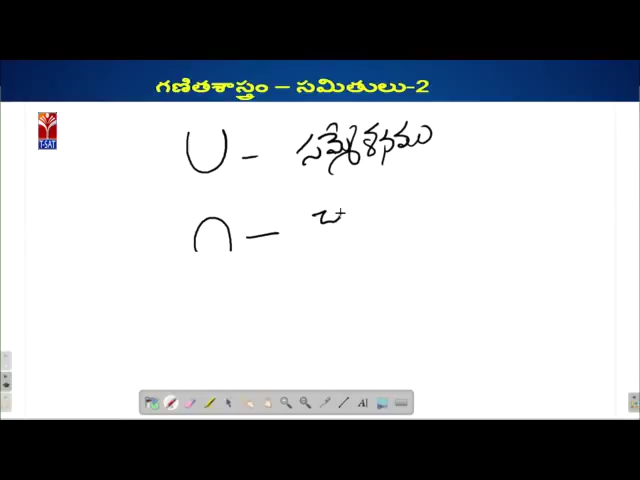 గణితశాస్త్రం – సమితులు-2
T-SAT
∪ – సమ్మేళనము
∩ –